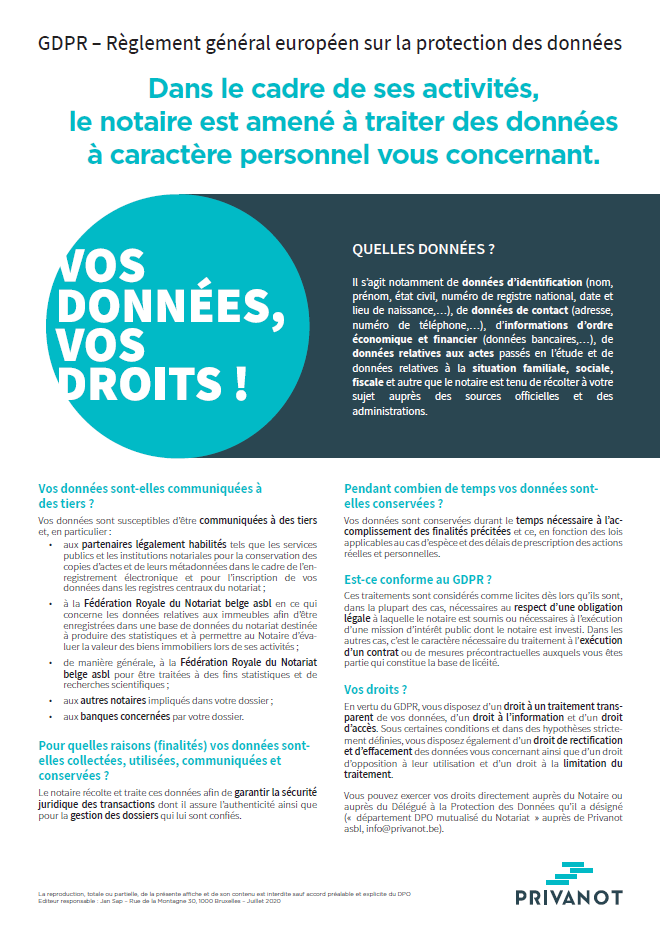 GDPR – Règlement général européen sur la protection des données
Dans le cadre de ses activités,
le notaire est amené à traiter des données
à caractère personnel vous concernant.
VOS
DONNÉES,
VOS
DROITS !
QUELLES DONNÉES ?
Il s'agit notamment de données d'identification (nom,
prénom, état civil, numéro de registre national, date et
lieu de naissance,…), de données de contact (adresse,
numéro de téléphone,…), d'informations d'ordre
économique et financier (données bancaires,…), de
données relatives aux actes passés en l'étude et de
données relatives à la situation familiale, sociale,
fiscale et autre que le notaire est tenu de récolter à votre
sujet auprès des sources officielles et des
administrations.
Vos données sont-elles communiquées à
des tiers ?
Vos données sont susceptibles d'être communiquées à des tiers
et, en particulier :
• aux partenaires légalement habilités tels que les services
publics et les institutions notariales pour la conservation des
copies d'actes et de leurs métadonnées dans le cadre de l'en-
registrement électronique et pour l'inscription de vos
données dans les registres centraux du notariat ;
• à la Fédération Royale du Notariat belge asbl en ce qui
concerne les données relatives aux immeubles afin d'être
enregistrées dans une base de données du notariat destinée
à produire des statistiques et à permettre au Notaire d'éva-
luer la valeur des biens immobiliers lors de ses activités ;
• de manière générale, à la Fédération Royale du Notariat
belge asbl pour être traitées à des fins statistiques et de
recherches scientifiques ;
• aux autres notaires impliqués dans votre dossier ;
• aux banques concernées par votre dossier.
Pour quelles raisons (finalités) vos données sont-
elles collectées, utilisées, communiquées et
conservées ?
Le notaire récolte et traite ces données afin de garantir la sécurité
juridique des transactions dont il assure l'authenticité ainsi que
pour la gestion des dossiers qui lui sont confiés.
Pendant combien de temps vos données sont-
elles conservées ?
Vos données sont conservées durant le temps nécessaire à l'ac-
complissement des finalités précitées et ce, en fonction des lois
applicables au cas d'espèce et des délais de prescription des actions
réelles et personnelles.
Est-ce conforme au GDPR ?
Ces traitements sont considérés comme licites dès lors qu'ils sont,
dans la plupart des cas, nécessaires au respect d'une obligation
légale à laquelle le notaire est soumis ou nécessaires à l'exécution
d'une mission d'intérêt public dont le notaire est investi. Dans les
autres cas, c'est le caractère nécessaire du traitement à l'exécution
d'un contrat ou de mesures précontractuelles auxquels vous êtes
partie qui constitue la base de licéité.
Vos droits ?
En vertu du GDPR, vous disposez d'un droit à un traitement trans-
parent de vos données, d'un droit à l'information et d'un droit
d'accès. Sous certaines conditions et dans des hypothèses stricte-
ment définies, vous disposez également d'un droit de rectification
et d'effacement des données vous concernant ainsi que d'un droit
d'opposition à leur utilisation et d'un droit à la limitation du
traitement.
Vous pouvez exercer vos droits directement auprès du Notaire ou
auprès du Délégué à la Protection des Données qu'il a désigné
(« département DPO mutualisé du Notariat » auprès de Privanot
asbl, info@privanot.be).
La reproduction, totale ou partielle, de la présente affiche et de son contenu est interdite sauf accord préalable et explicite du DPO
Editeur responsable : Jan Sap – Rue de la Montagne 30, 1000 Bruxelles - Juillet 2020
PRIVANOT